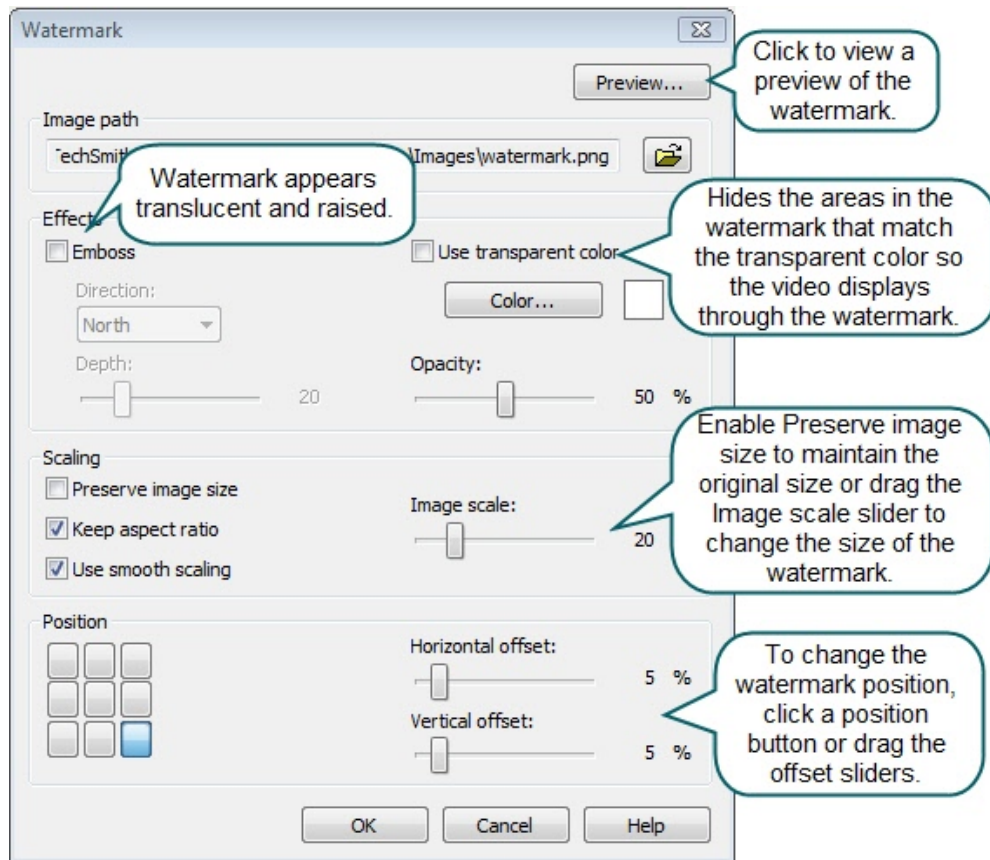 Watermark
Preview...
Click to view a
preview of the
watermark.
Image path
\Images\watermark.png
Watermark appears
translucent and raised.
Hides the areas in the
watermark that match
the transparent color so
the video displays
through the watermark.
Effects
Emboss
Use transparent color
Direction:
North
Color...
Depth:
20
Opacity:
50 %
Enable Preserve image
size to maintain the
original size or drag the
Image scale slider to
change the size of the
watermark.
Scaling
Preserve image size
Keep aspect ratio
Use smooth scaling
Image scale:
20
Position
Horizontal offset:
5 %
Vertical offset:
5 %
To change the
watermark position,
click a position
button or drag the
offset sliders.
OK
Cancel
Help